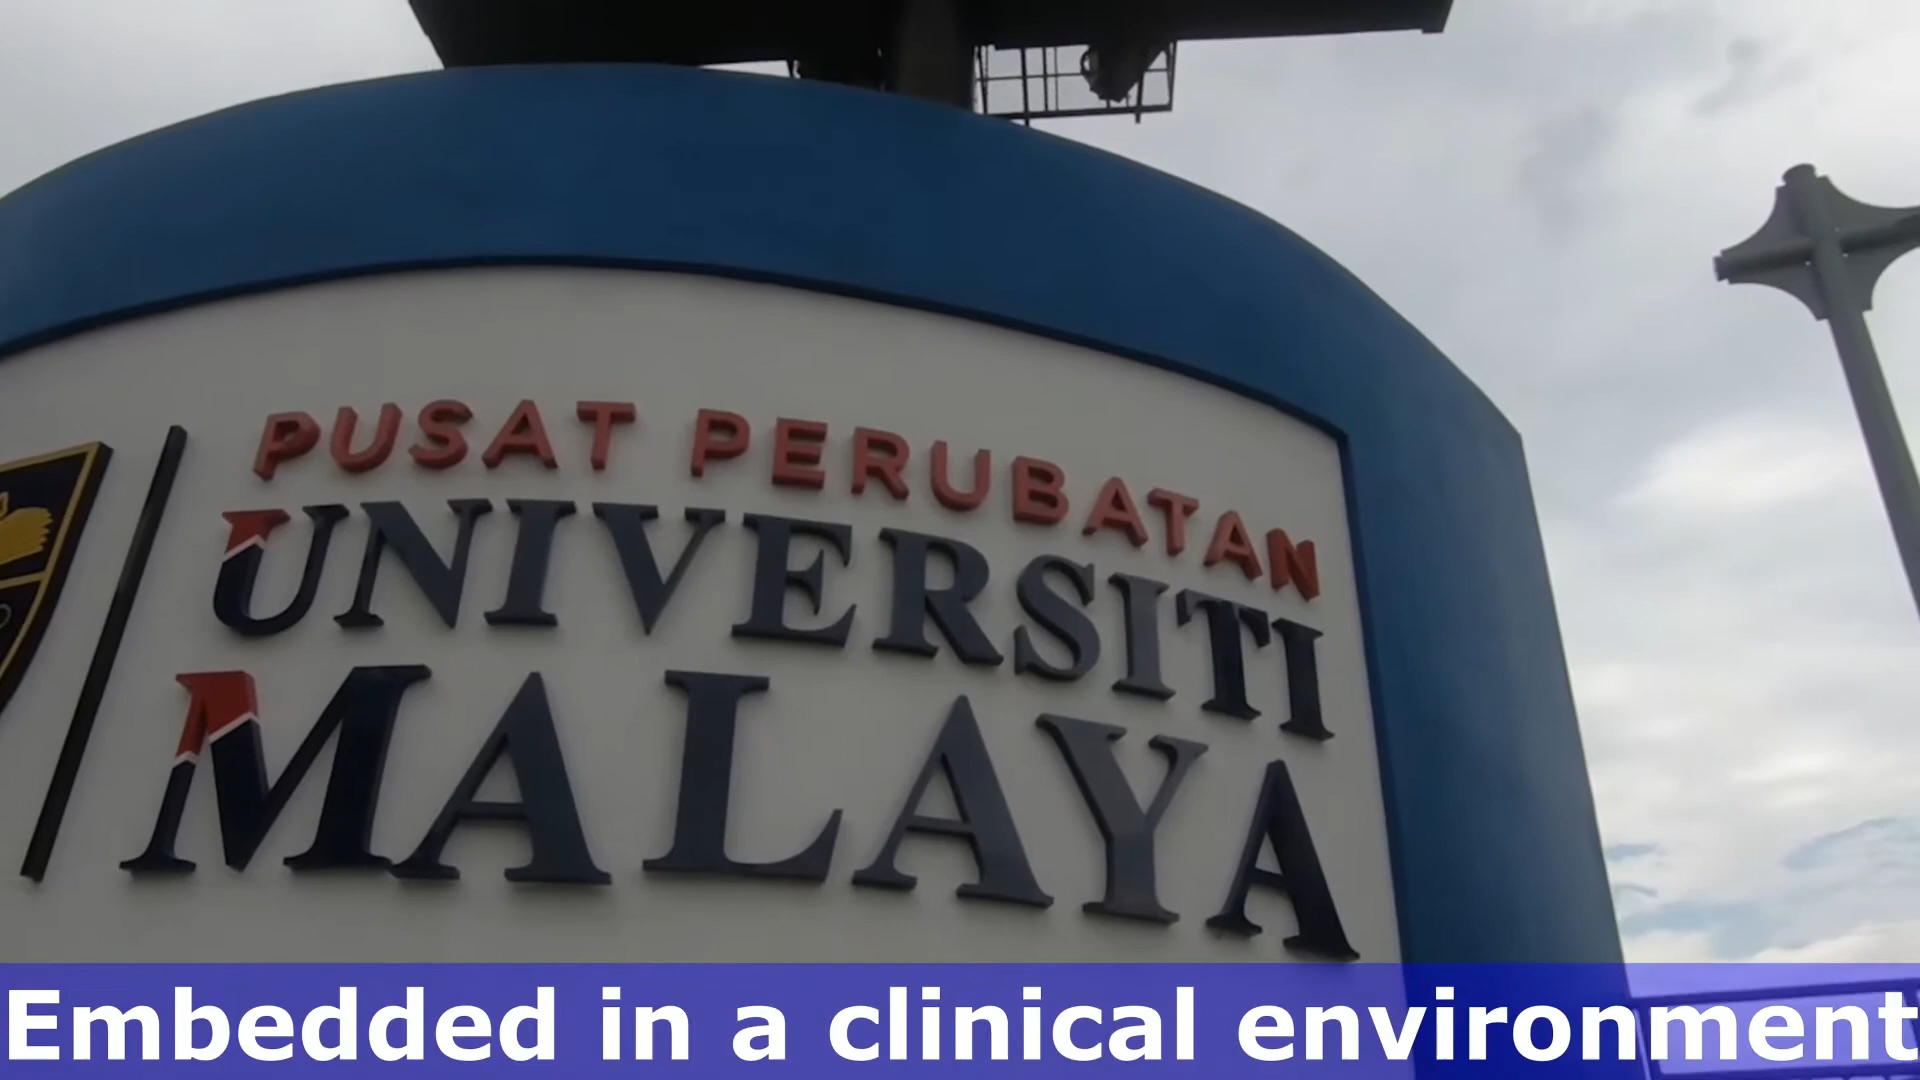 PUSAT PERUBATAN
UNIVERSITI
MALAYA
Embedded in a clinical environment